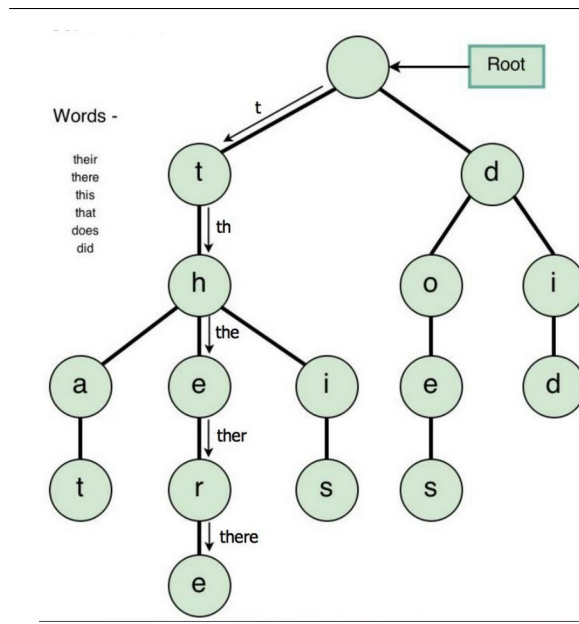 Root
t
Words -
their
there
this
that
does
did
t
d
th
h
o
i
the
a
e
i
e
d
ther
t
r
s
s
there
e